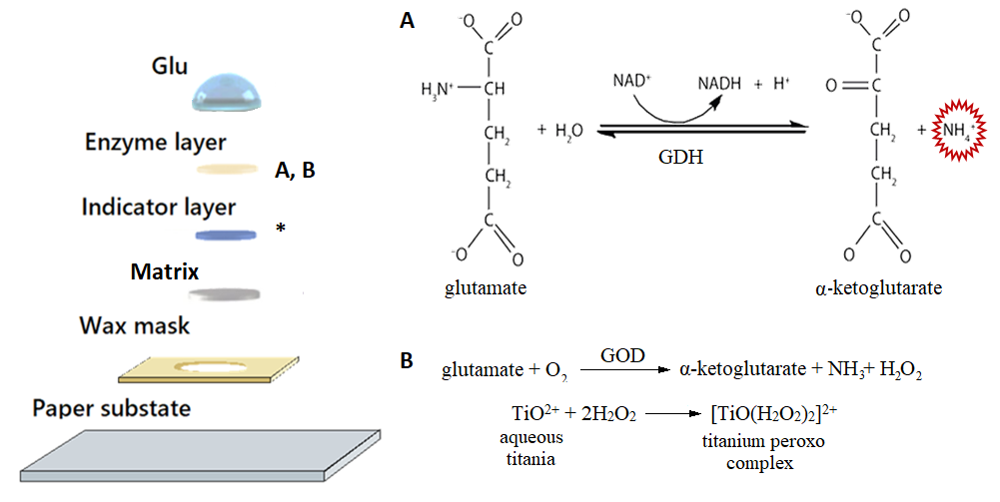 Glu
Enzyme layer
A, B
Indicator layer
*
Matrix
Wax mask
Paper substate
A
⁻O O
C
H₃N⁺ CH
CH₂
CH₂
C
⁻O O
glutamate
+ H₂O
NAD⁺ NADH + H⁺
GDH
⁻O O
C
O C
CH₂
CH₂
C
O O
α-ketoglutarate
+ NH₄⁺
B
glutamate + O₂ GOD α-ketoglutarate + NH₃+ H₂O₂
TiO²⁺ + 2H₂O₂ [TiO(H₂O₂)₂]²⁺
aqueous titanium peroxo
titania complex